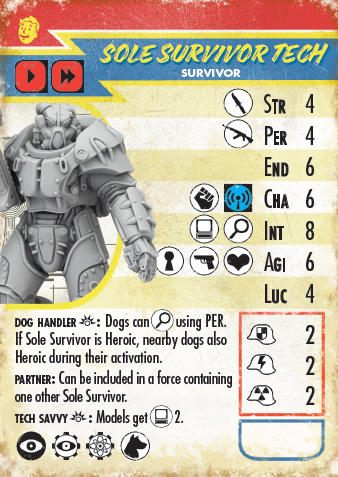 SOLE SURVIVOR TECH
SURVIVOR
STR 4
PER 4
END 6
CHA 6
INT 8
AGI 6
LUC 4
DOG HANDLER : Dogs can using PER.
If Sole Survivor is Heroic, nearby dogs also
Heroic during their activation.
PARTNER: Can be included in a force containing
one other Sole Survivor.
TECH SAVVY : Models get 2.
2
2
2